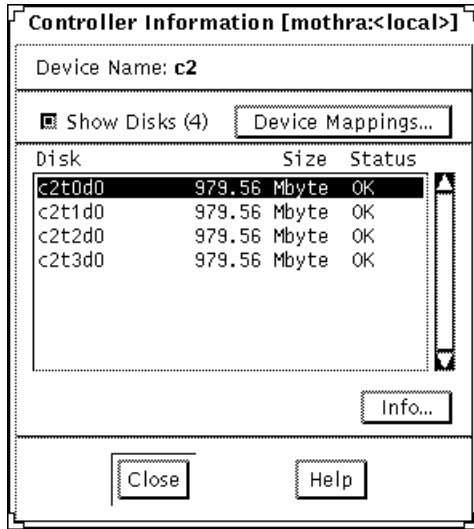 Controller Information [mothra:<local>]
Device Name: c2
Show Disks (4) Device Mappings...
Disk Size Status
c2t0d0 979.56 Mbyte OK
c2t1d0 979.56 Mbyte OK
c2t2d0 979.56 Mbyte OK
c2t3d0 979.56 Mbyte OK
Info...
Close Help